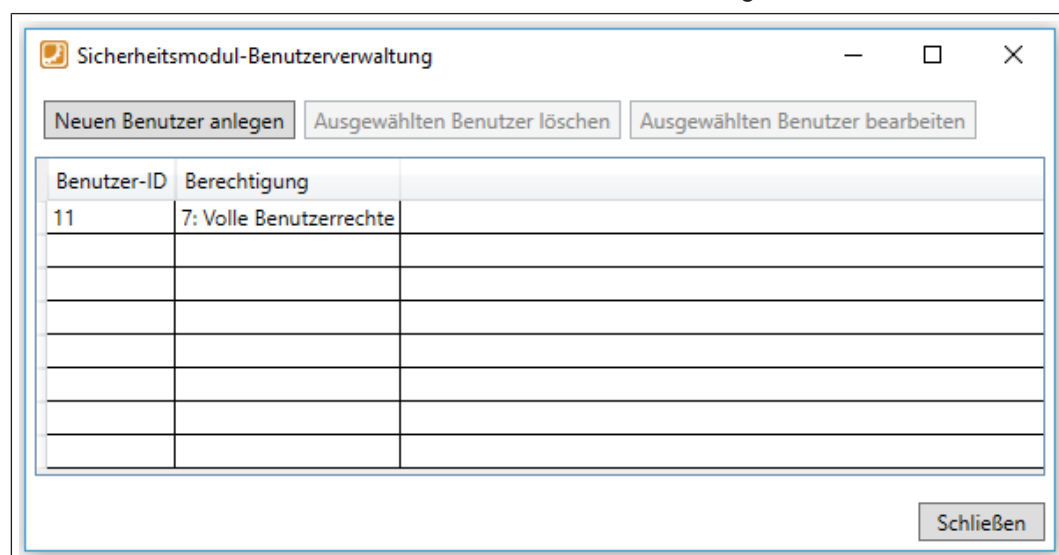 Sicherheitsmodul-Benutzerverwaltung
Neuen Benutzer anlegen Ausgewählten Benutzer löschen Ausgewählten Benutzer bearbeiten
Benutzer-ID Berechtigung
11 7: Volle Benutzerrechte
Schließen